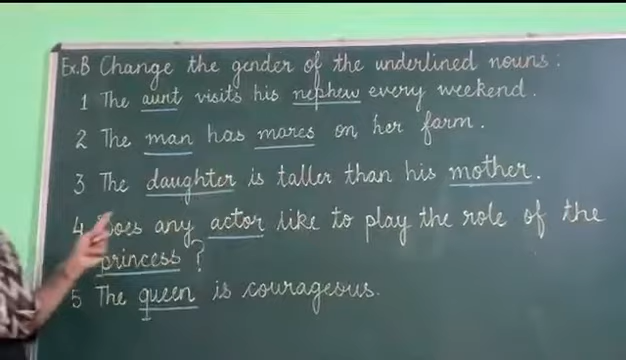 Ex.B Change the gender of the underlined nouns:
1 The aunt visits his nephew every weekend.
2 The man has mares on her farm.
3 The daughter is taller than his mother.
4 Does any actor like to play the role of the
princess?
5 The queen is courageous.